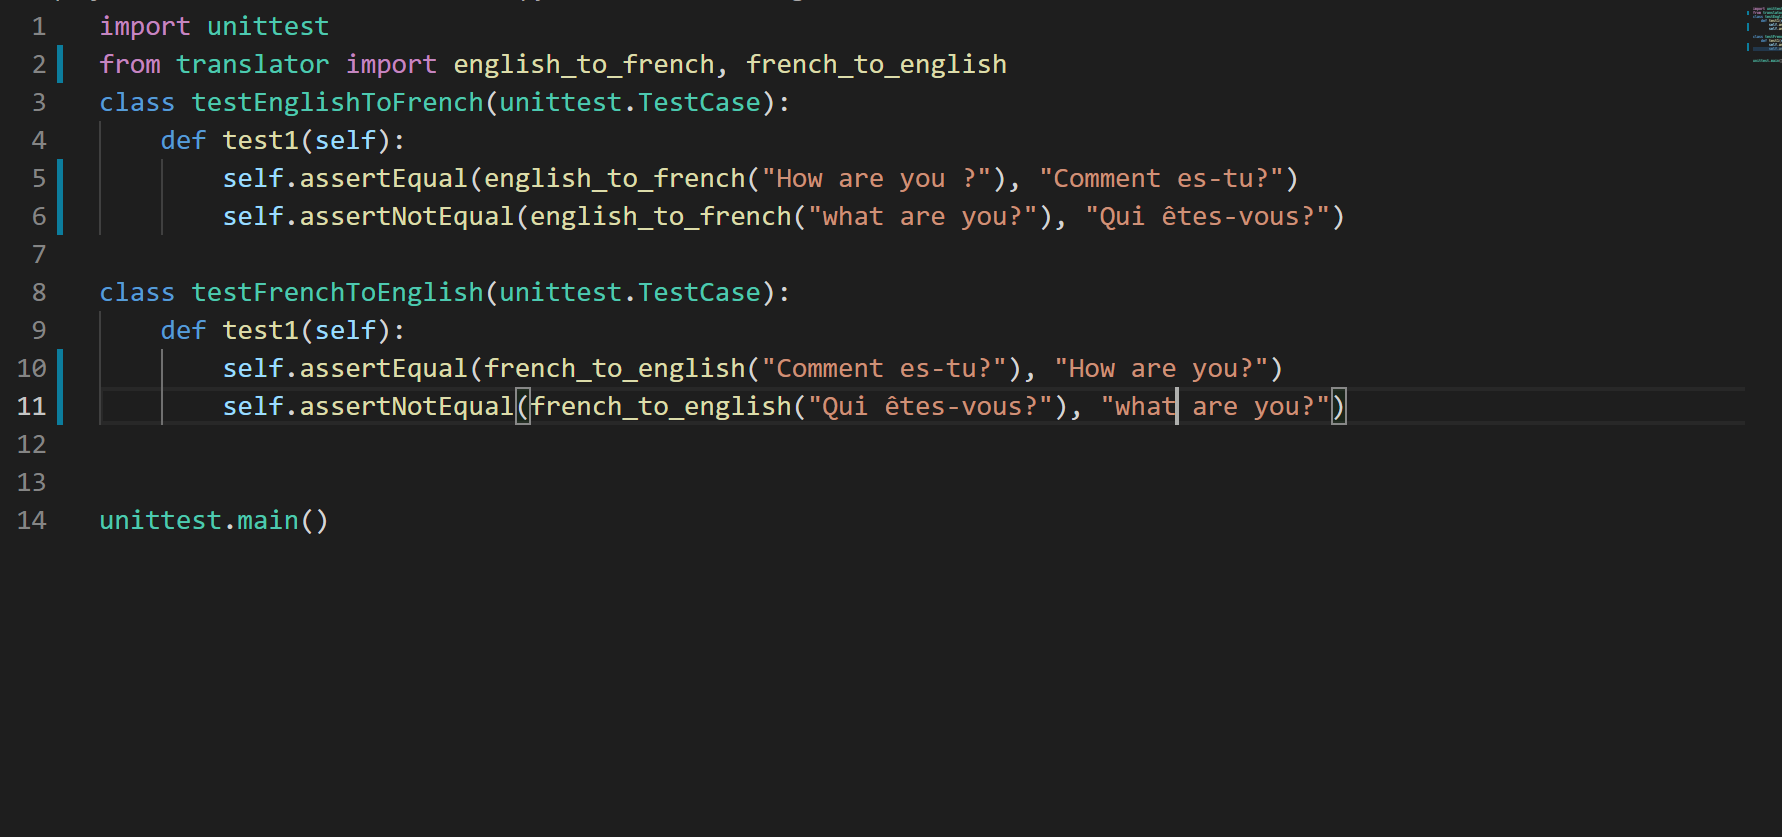 1 import unittest
2 from translator import english_to_french, french_to_english
3 class testEnglishToFrench(unittest.TestCase):
4     def test1(self):
5         self.assertEqual(english_to_french("How are you ?"), "Comment es-tu?")
6         self.assertNotEqual(english_to_french("what are you?"), "Qui êtes-vous?")
7
8 class testFrenchToEnglish(unittest.TestCase):
9     def test1(self):
10         self.assertEqual(french_to_english("Comment es-tu?"), "How are you?")
11         self.assertNotEqual(french_to_english("Qui êtes-vous?"), "what are you?")
12
13
14 unittest.main()